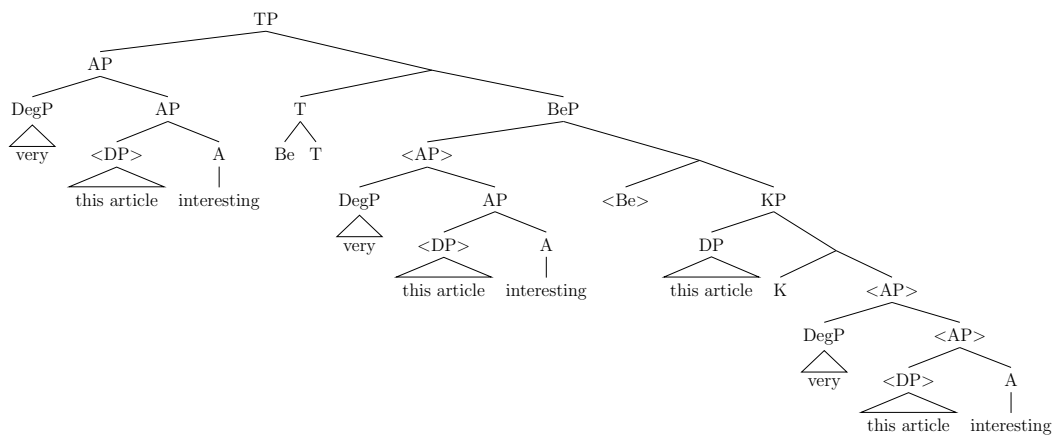 TP
AP
DegP AP T BeP
very <DP> A Be T <AP>
this article interesting DegP AP <Be> KP
very <DP> A DP
this article interesting this article K <AP>
DegP <AP>
very <DP> A
this article interesting